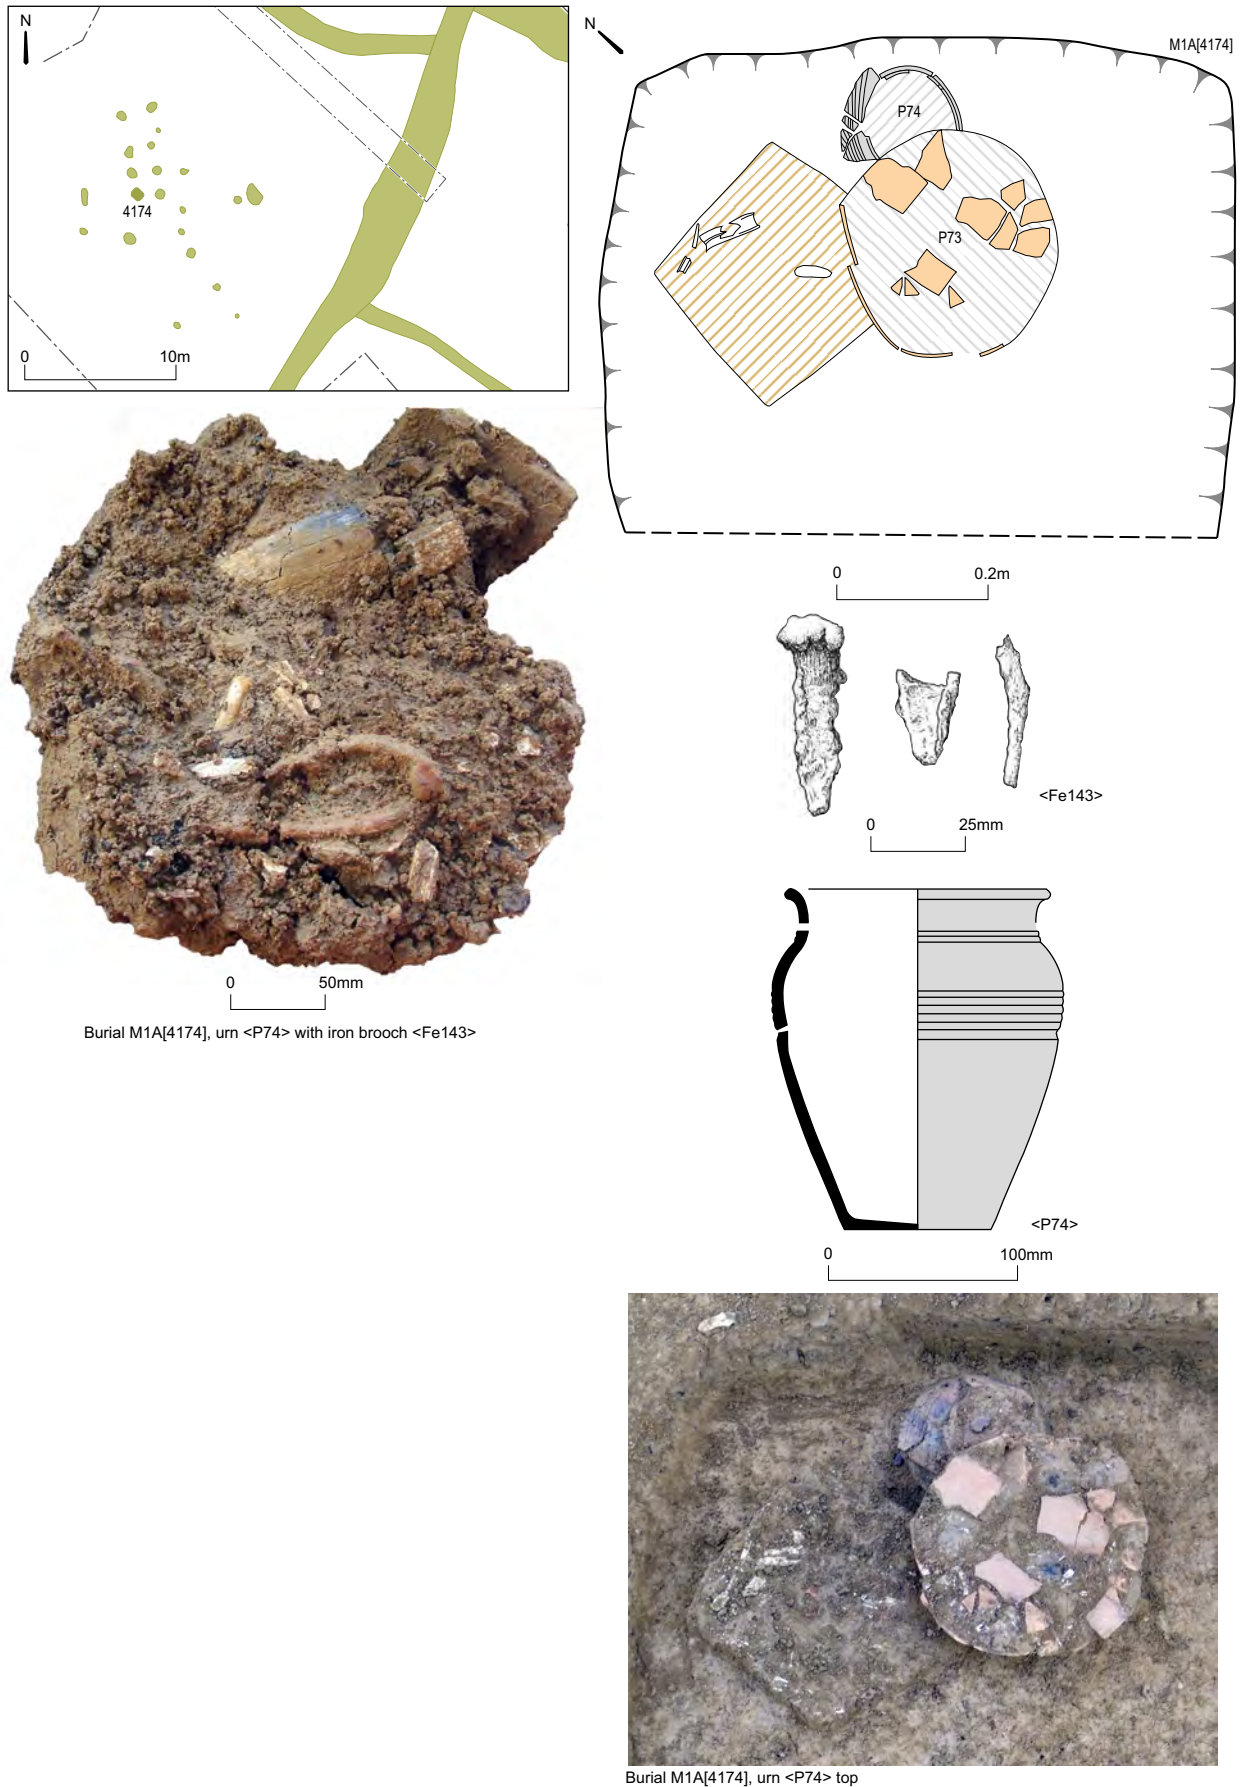 N
4174
0 10m
N
M1A[4174]
P74
P73
0 0.2m
<Fe143>
0 25mm
0 50mm
Burial M1A[4174], urn <P74> with iron brooch <Fe143>
<P74>
0 100mm
Burial M1A[4174], urn <P74> top